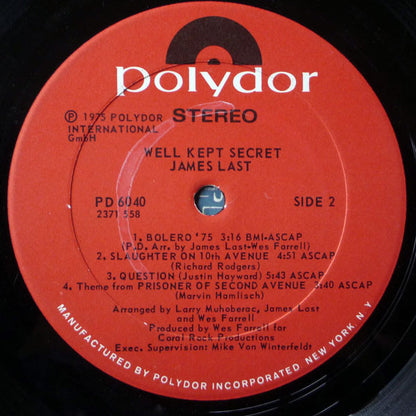 polydor
℗ 1975 POLYDOR
INTERNATIONAL
GmbH
STEREO
WELL KEPT SECRET
JAMES LAST
PD 6040
2371 558
SIDE 2
1. BOLERO '75 3:16 BMI-ASCAP
(P.D. Arr. by James Last-Wes Farrell)
2. SLAUGHTER ON 10th AVENUE 4:51 ASCAP
(Richard Rodgers)
3. QUESTION (Justin Hayward) 5:43 ASCAP
4. Theme from PRISONER OF SECOND AVENUE 3:40 ASCAP
(Marvin Hamlisch)
Arranged by Larry Muhoberac, James Last
and Wes Farrell
Produced by Wes Farrell for
Coral Rock Productions
Exec. Supervision: Mike Von Winterfeldt
MANUFACTURED BY POLYDOR INCORPORATED, NEW YORK, N.Y.